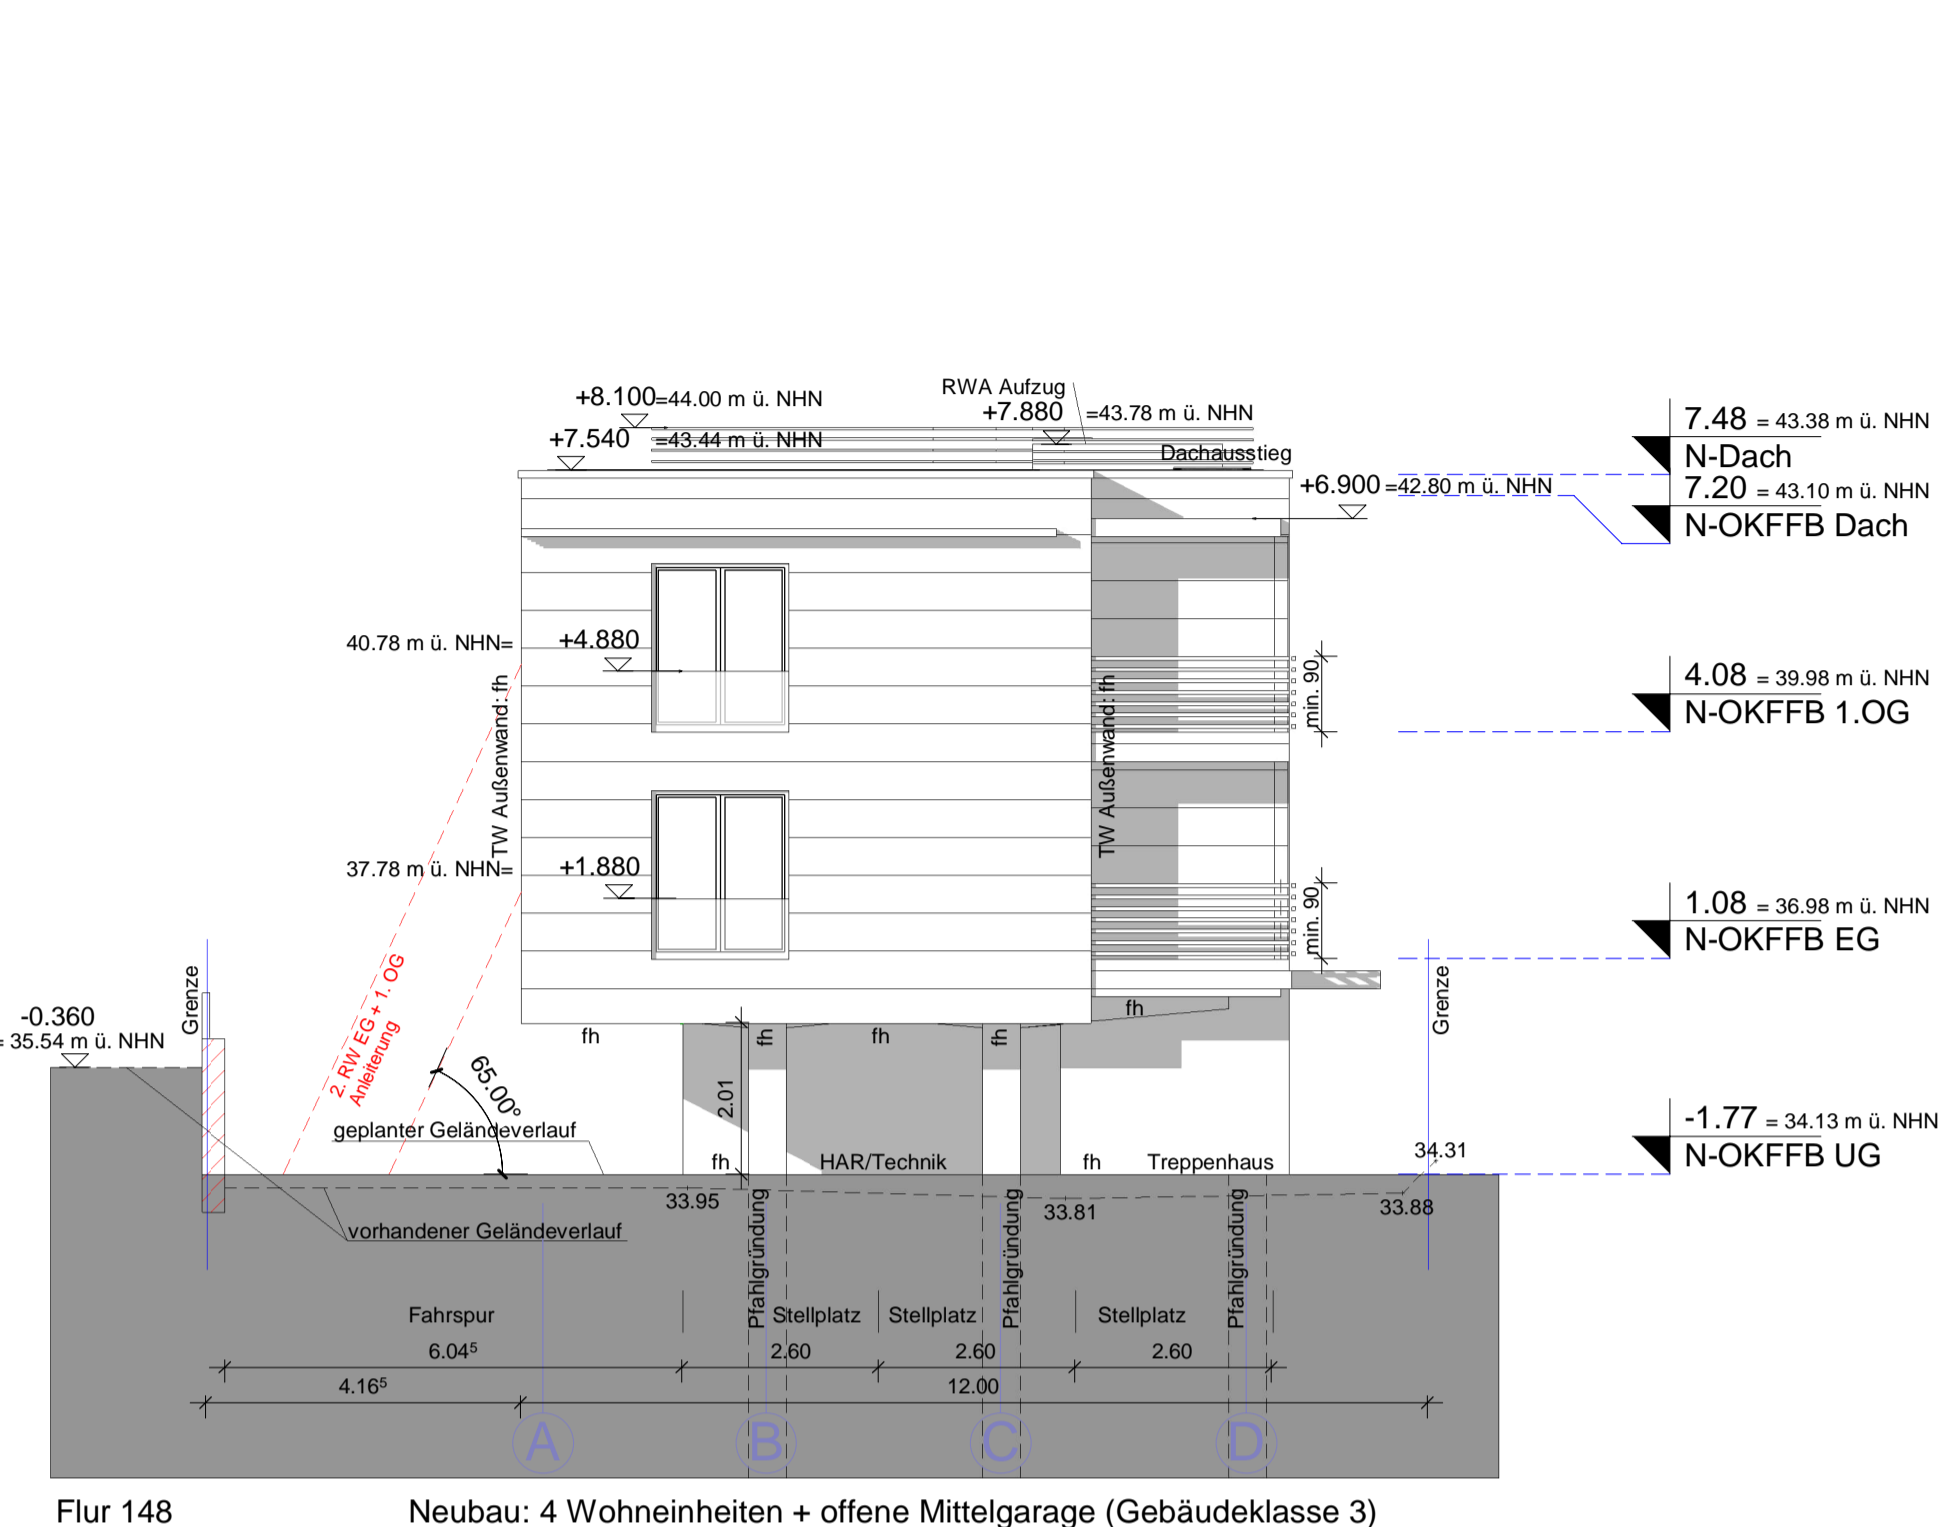 RWA Aufzug
+8.100=44.00 m ü. NHN
+7.880 =43.78 m ü. NHN
+7.540 =43.44 m ü. NHN
Dachausstieg
+6.900=42.80 m ü. NHN
7.48 = 43.38 m ü. NHN
N-Dach
7.20 = 43.10 m ü. NHN
N-OKFFB Dach
40.78 m ü. NHN=
+4.880
TW Außenwand: fh
TW Außenwand: fh
min. 90
4.08 = 39.98 m ü. NHN
N-OKFFB 1.OG
37.78 m ü. NHN=
+1.880
min. 90
1.08 = 36.98 m ü. NHN
N-OKFFB EG
Grenze
Grenze
-0.360
= 35.54 m ü. NHN
2. RW EG + 1. OG
Anleiterung
65.00°
fh
fh
fh
fh
fh
2.01
geplanter Geländeverlauf
fh
HAR/Technik
fh
Treppenhaus
34.31
-1.77 = 34.13 m ü. NHN
N-OKFFB UG
33.95
33.81
33.88
vorhandener Geländeverlauf
Pfahlgründung
Pfahlgründung
Pfahlgründung
Fahrspur
Stellplatz
Stellplatz
Stellplatz
6.04⁵
2.60
2.60
2.60
4.16⁵
12.00
A
B
C
D
Flur 148
Neubau: 4 Wohneinheiten + offene Mittelgarage (Gebäudeklasse 3)